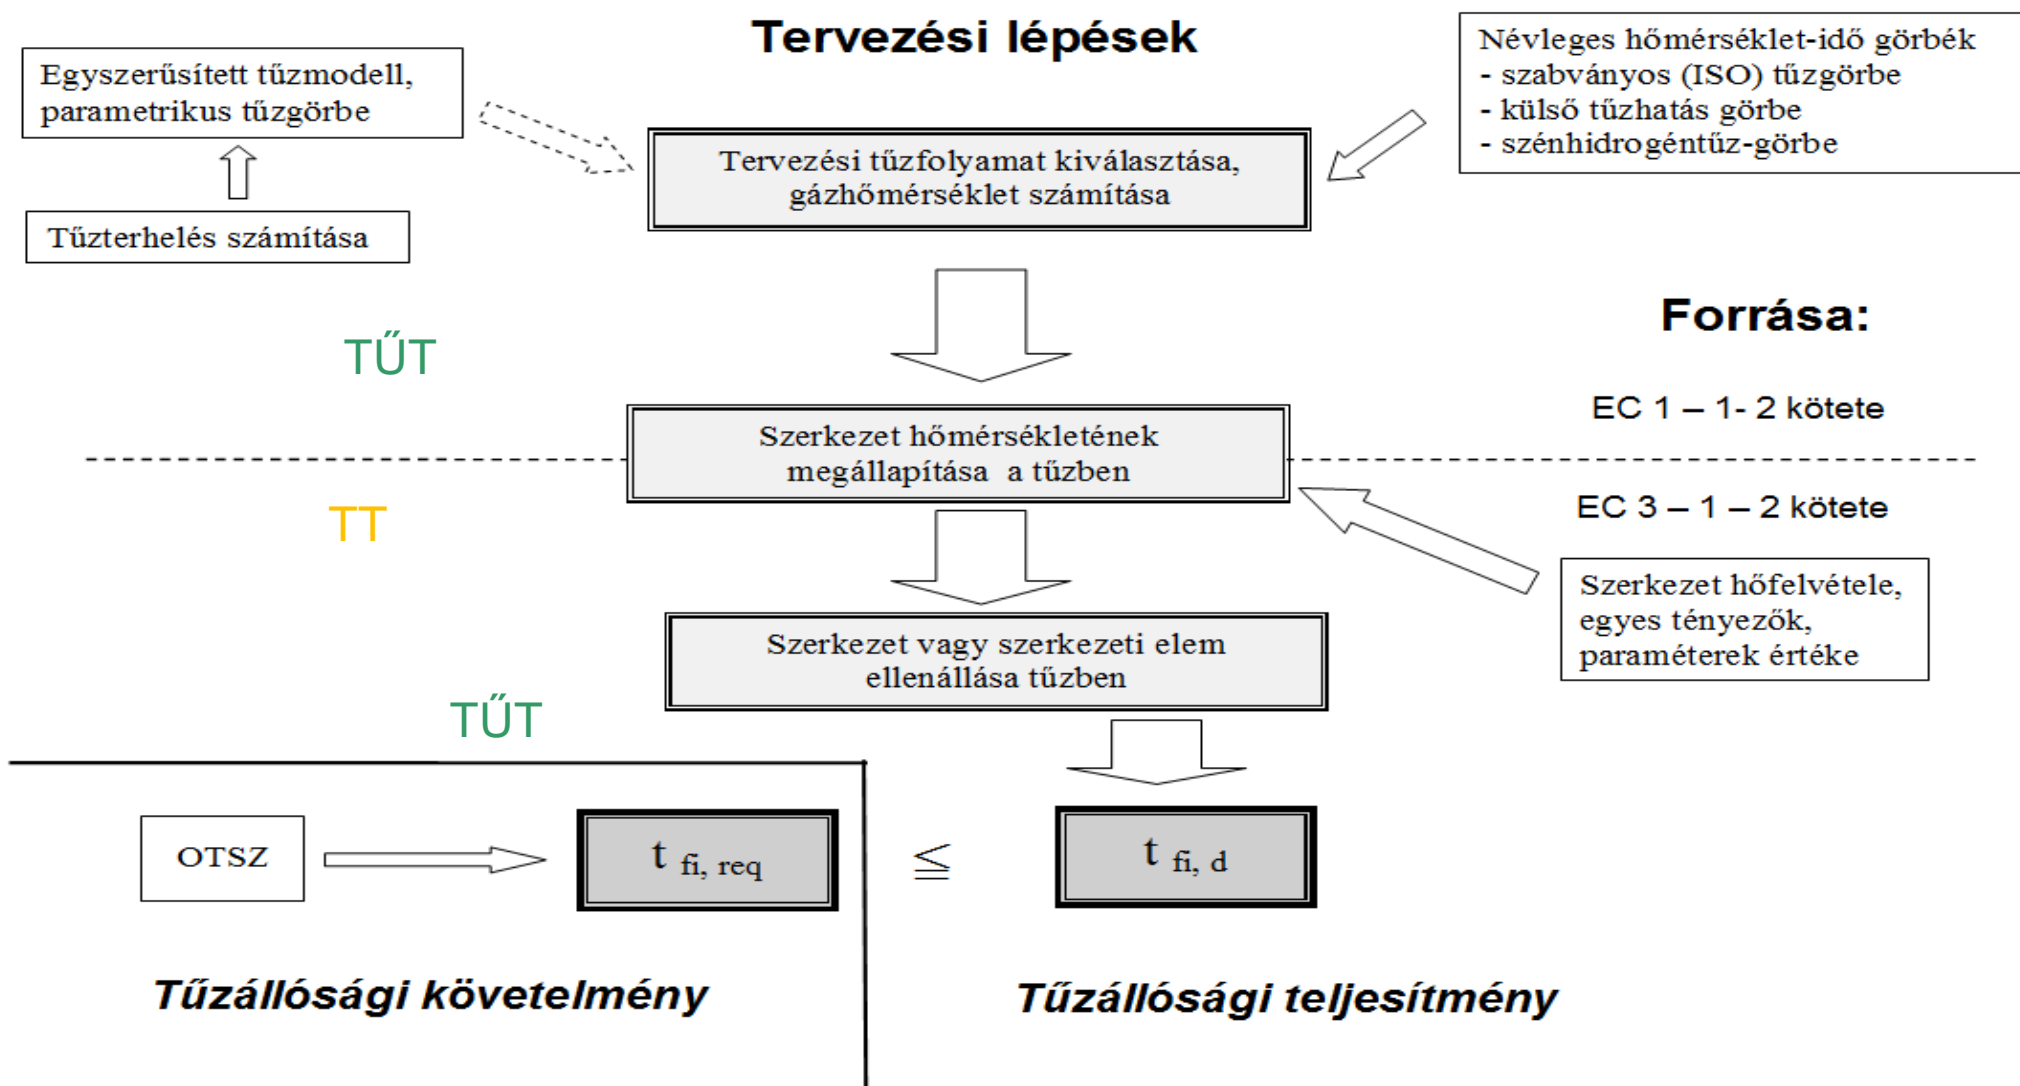 Tervezési lépések
Egyszerűsített tűzmodell,
parametrikus tűzgörbe
Névleges hőmérséklet-idő görbék
- szabványos (ISO) tűzgörbe
- külső tűzhatás görbe
- szénhidrogéntűz-görbe
Tervezési tűzfolyamat kiválasztása,
gázhőmérséklet számítása
Tűzterhelés számítása
Forrása:
TŰT
EC 1 – 1- 2 kötete
Szerkezet hőmérsékletének
megállapítása a tűzben
TT
EC 3 – 1 – 2 kötete
Szerkezet hőfelvétele,
egyes tényezők,
paraméterek értéke
Szerkezet vagy szerkezeti elem
ellenállása tűzben
TŰT
OTSZ
t fi, req
≦
t fi, d
Tűzállósági követelmény
Tűzállósági teljesítmény